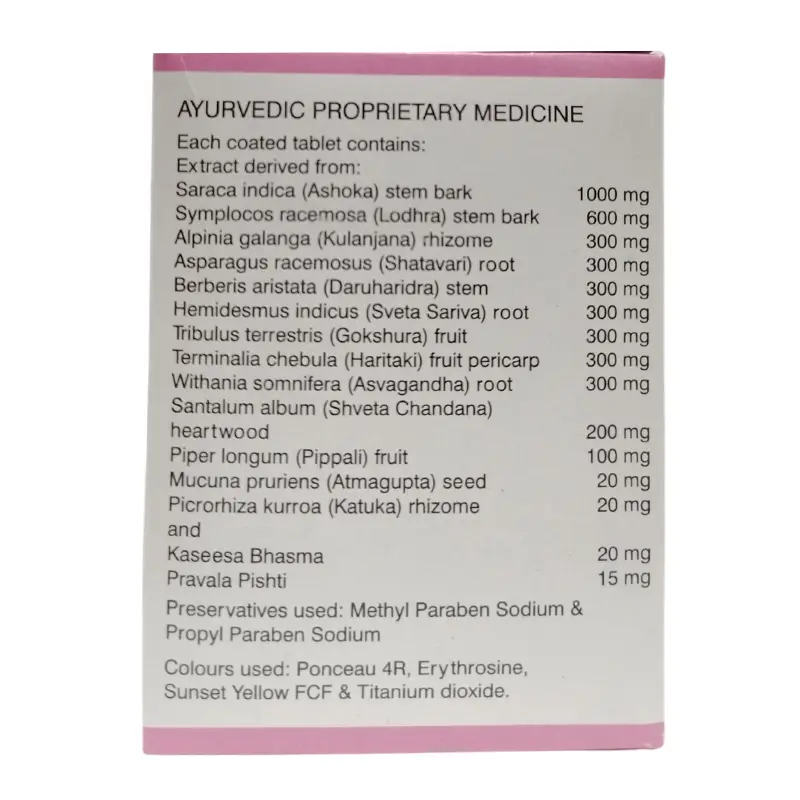 AYURVEDIC PROPRIETARY MEDICINE
Each coated tablet contains:
Extract derived from:
Saraca indica (Ashoka) stem bark 1000 mg
Symplocos racemosa (Lodhra) stem bark 600 mg
Alpinia galanga (Kulanjana) rhizome 300 mg
Asparagus racemosus (Shatavari) root 300 mg
Berberis aristata (Daruharidra) stem 300 mg
Hemidesmus indicus (Sveta Sariva) root 300 mg
Tribulus terrestris (Gokshura) fruit 300 mg
Terminalia chebula (Haritaki) fruit pericarp 300 mg
Withania somnifera (Asvagandha) root 300 mg
Santalum album (Shveta Chandana)
heartwood 200 mg
Piper longum (Pippali) fruit 100 mg
Mucuna pruriens (Atmagupta) seed 20 mg
Picrorhiza kurroa (Katuka) rhizome 20 mg
and
Kaseesa Bhasma 20 mg
Pravala Pishti 15 mg
Preservatives used: Methyl Paraben Sodium &
Propyl Paraben Sodium
Colours used: Ponceau 4R, Erythrosine,
Sunset Yellow FCF & Titanium dioxide.